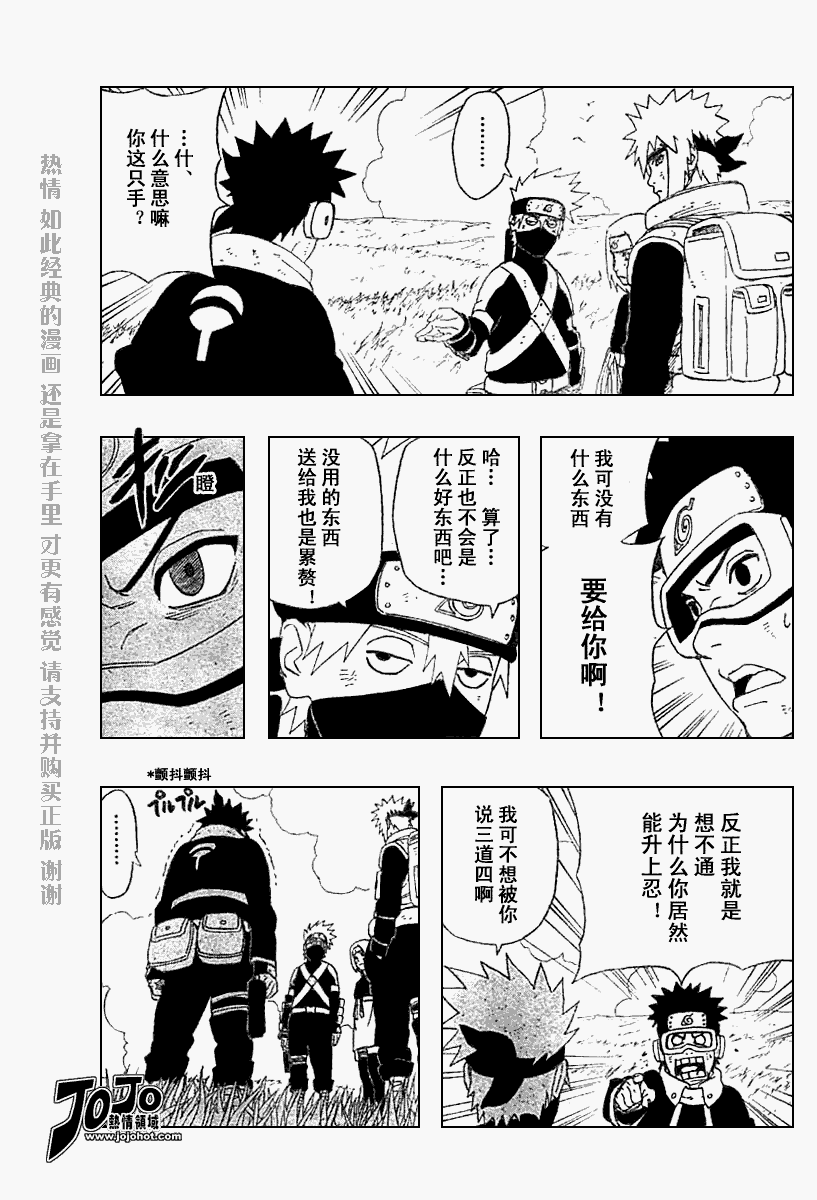 ………
…什、
什么意思嘛
你这只手？
我可没有
什么东西
要给你啊！
哈… 算了…
反正也不会是
什么好东西吧…
没用的东西
送给我也是累赘！
瞪
反正我就是
想不通
为什么你居然
能升上忍！
我可不想被你
说三道四啊
*颤抖颤抖
プルプル
………
热情 如此经典的漫画 还是拿在手里 才更有感觉 请支持并购买正版 谢谢
JOJO
熱情領域
www.jojohot.com